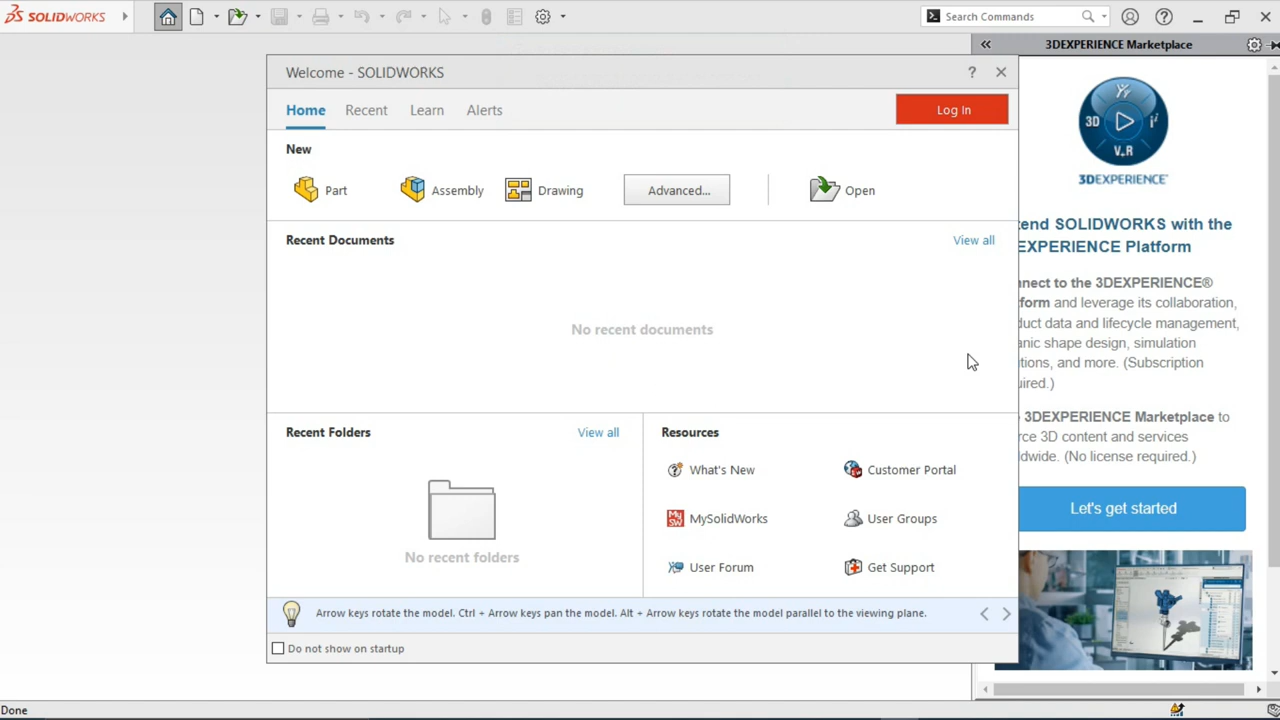 SOLIDWORKS
Search Commands
3DEXPERIENCE Marketplace
Welcome - SOLIDWORKS
Home
Recent
Learn
Alerts
Log In
New
Part
Assembly
Drawing
Advanced...
Open
Recent Documents
View all
No recent documents
Recent Folders
View all
No recent folders
Resources
What's New
Customer Portal
MySolidWorks
User Groups
User Forum
Get Support
Arrow keys rotate the model. Ctrl + Arrow keys pan the model. Alt + Arrow keys rotate the model parallel to the viewing plane.
Do not show on startup
3D
V.R
3DEXPERIENCE
tend SOLIDWORKS with the
EXPERIENCE Platform
nnect to the 3DEXPERIENCE®
tform and leverage its collaboration,
duct data and lifecycle management,
anic shape design, simulation
tions, and more. (Subscription
uired.)
3DEXPERIENCE Marketplace to
rce 3D content and services
ldwide. (No license required.)
Let's get started
Done